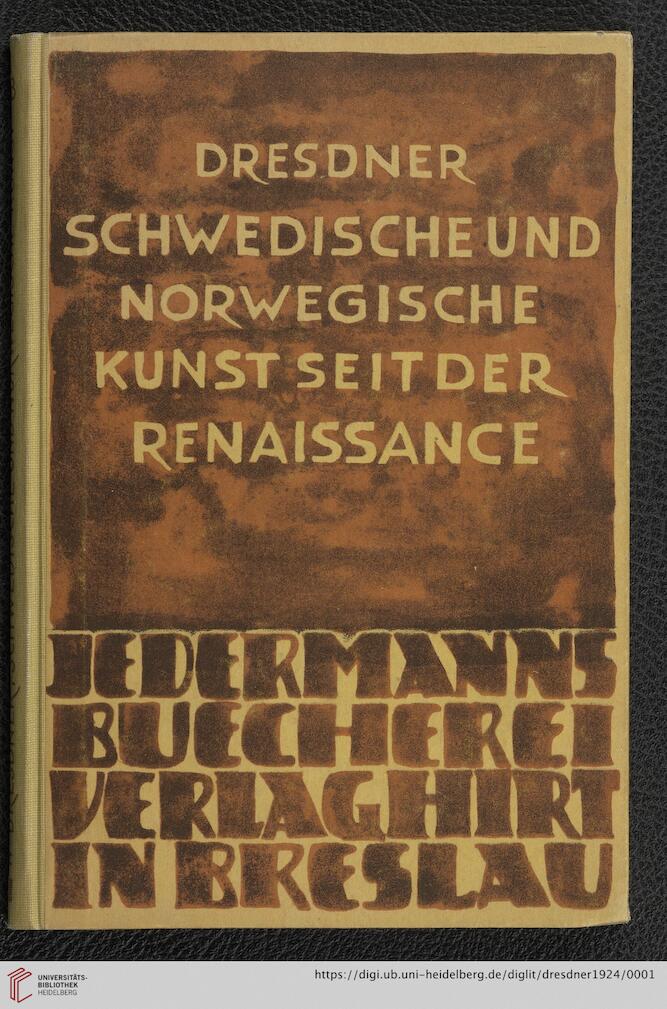 DRESDNER
SCHWEDISCHE UND
NORWEGISCHE
KUNST SEIT DER
RENAISSANCE
JEDERMANNS
BUECHEREI
VERLAG HIRT
IN BRESLAU
UNIVERSITÄTS-
BIBLIOTHEK
HEIDELBERG
https://digi.ub.uni-heidelberg.de/diglit/dresdner1924/0001